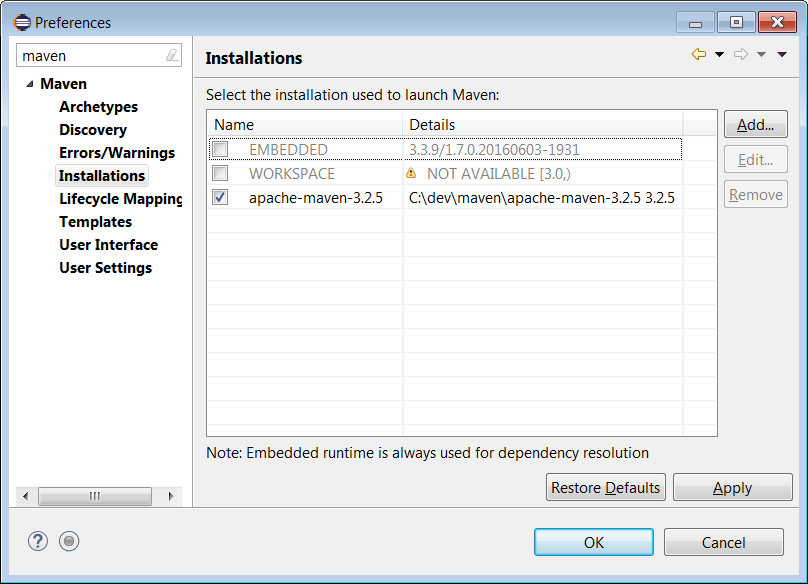 Preferences
maven
Maven
Archetypes
Discovery
Errors/Warnings
Installations
Lifecycle Mapping
Templates
User Interface
User Settings
Installations
Select the installation used to launch Maven:
Name Details
EMBEDDED 3.3.9/1.7.0.20160603-1931
WORKSPACE NOT AVAILABLE [3.0,)
apache-maven-3.2.5 C:\dev\maven\apache-maven-3.2.5 3.2.5
Add...
Edit...
Remove
Note: Embedded runtime is always used for dependency resolution
Restore Defaults Apply
OK Cancel